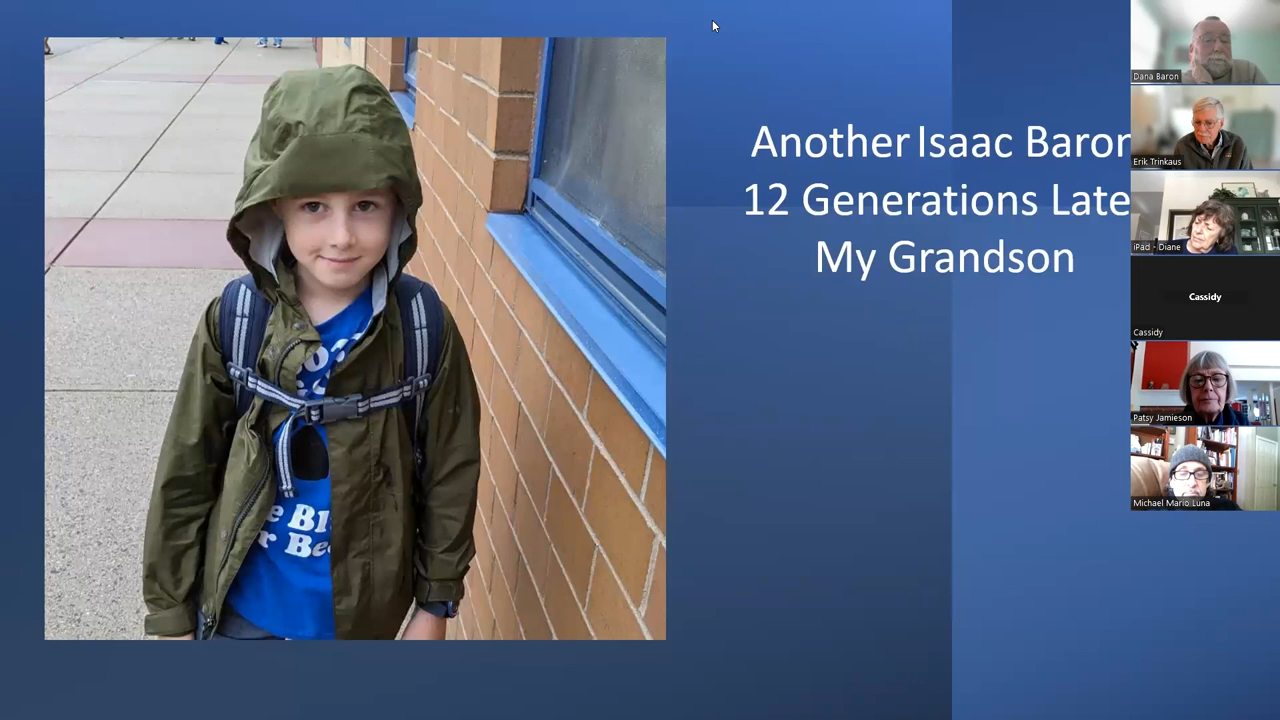 Another Isaac Baron
12 Generations Late
My Grandson
Dana Baron
Erik Trinkaus
iPad - Diane
Cassidy
Cassidy
Patsy Jamieson
Michael Mario Luna